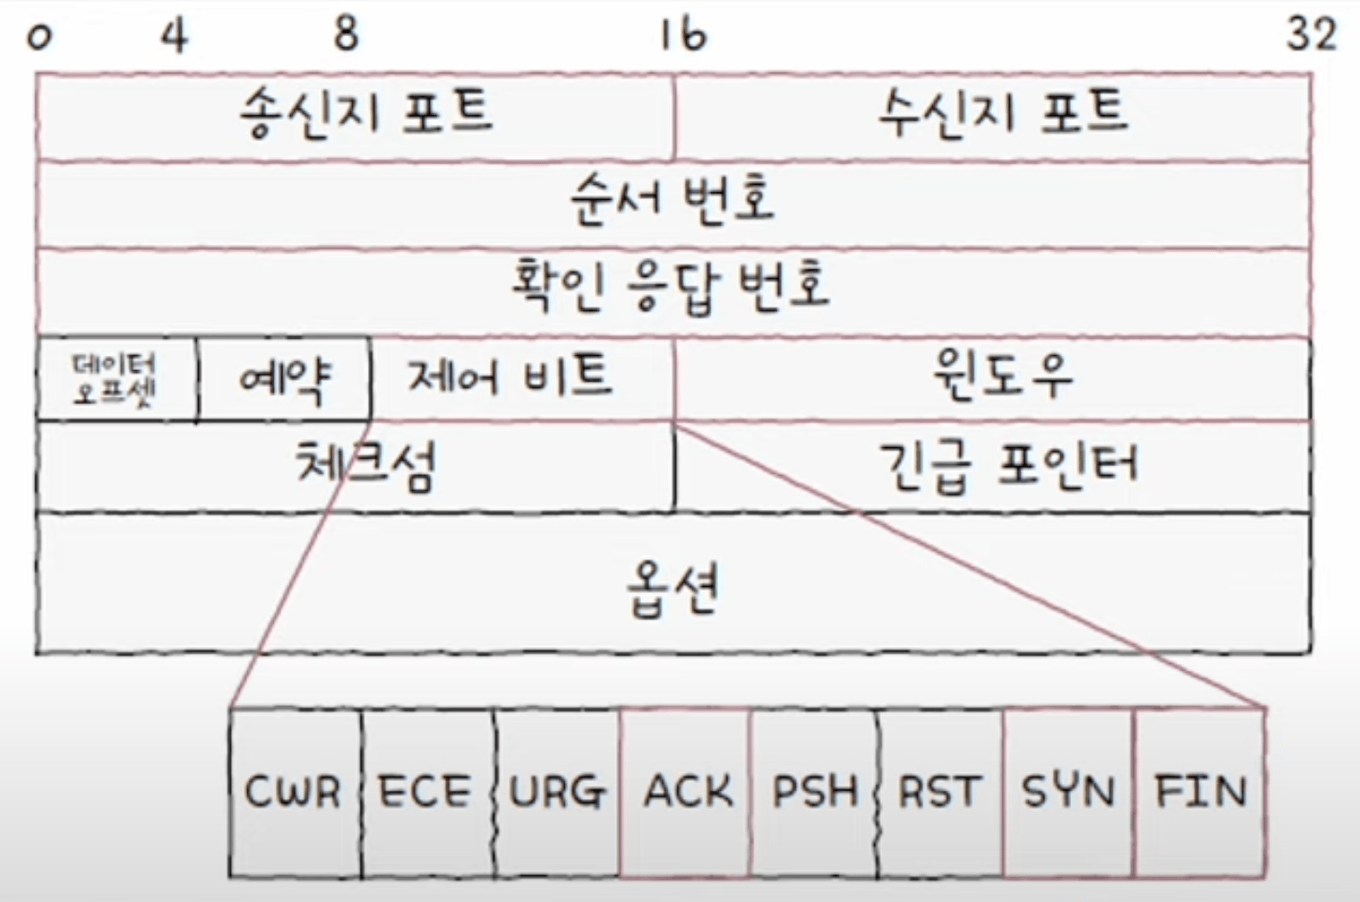 0 4 8 16 32
송신지 포트 수신지 포트
순서 번호
확인 응답 번호
데이터
오프셋
예약 제어 비트 윈도우
체크섬 긴급 포인터
옵션
CWR ECE URG ACK PSH RST SYN FIN